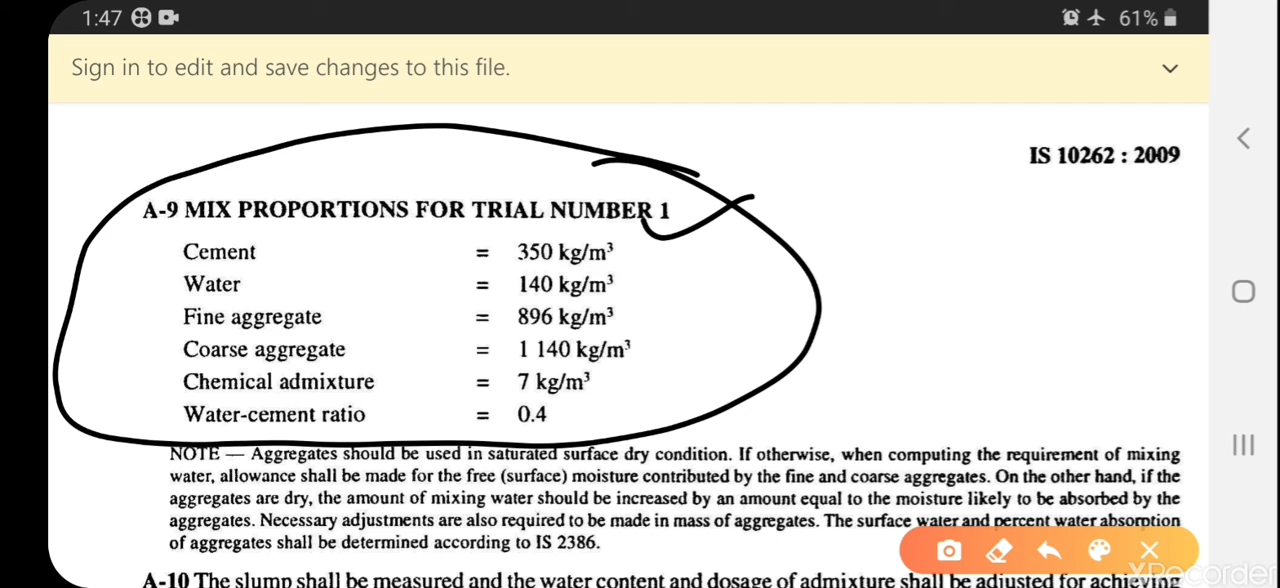 1:47 61%
Sign in to edit and save changes to this file.
IS 10262 : 2009
A-9 MIX PROPORTIONS FOR TRIAL NUMBER 1
Cement = 350 kg/m³
Water = 140 kg/m³
Fine aggregate = 896 kg/m³
Coarse aggregate = 1 140 kg/m³
Chemical admixture = 7 kg/m³
Water-cement ratio = 0.4
NOTE — Aggregates should be used in saturated surface dry condition. If otherwise, when computing the requirement of mixing
water, allowance shall be made for the free (surface) moisture contributed by the fine and coarse aggregates. On the other hand, if the
aggregates are dry, the amount of mixing water should be increased by an amount equal to the moisture likely to be absorbed by the
aggregates. Necessary adjustments are also required to be made in mass of aggregates. The surface water and percent water absorption
of aggregates shall be determined according to IS 2386.
A-10 The slump shall be measured and the water content and dosage of admixture shall be adjusted for achieving
XRecorder